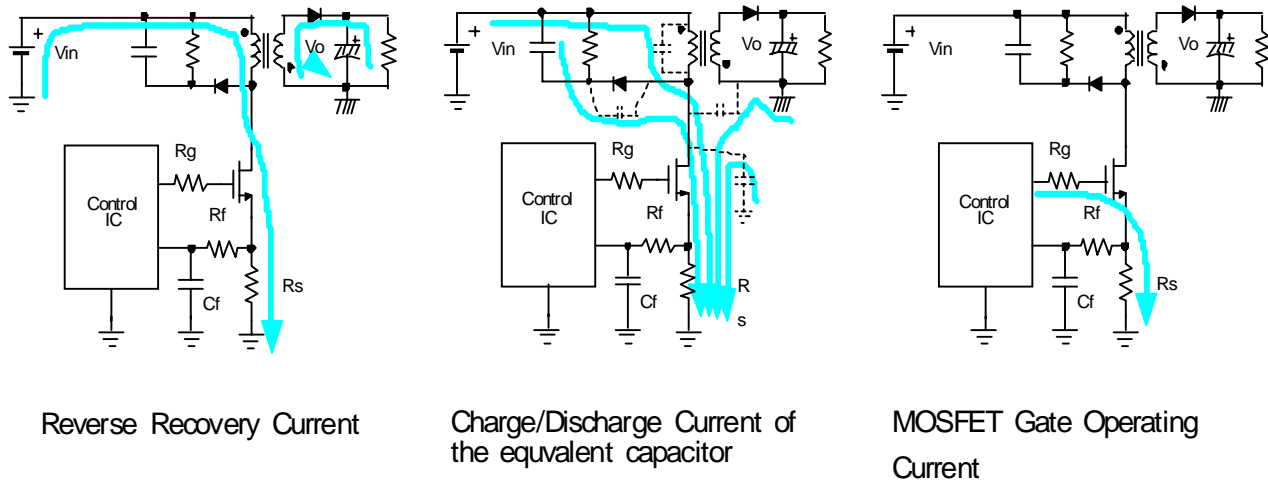 +
Vin
Vo
+
Rg
Control
IC
Rf
Cf
Rs
+
Vin
Vo
+
Rg
Control
IC
Rf
Cf
R
s
+
Vin
Vo
+
Rg
Control
IC
Rf
Cf
Rs
Reverse Recovery Current
Charge/Discharge Current of
the equvalent capacitor
MOSFET Gate Operating
Current